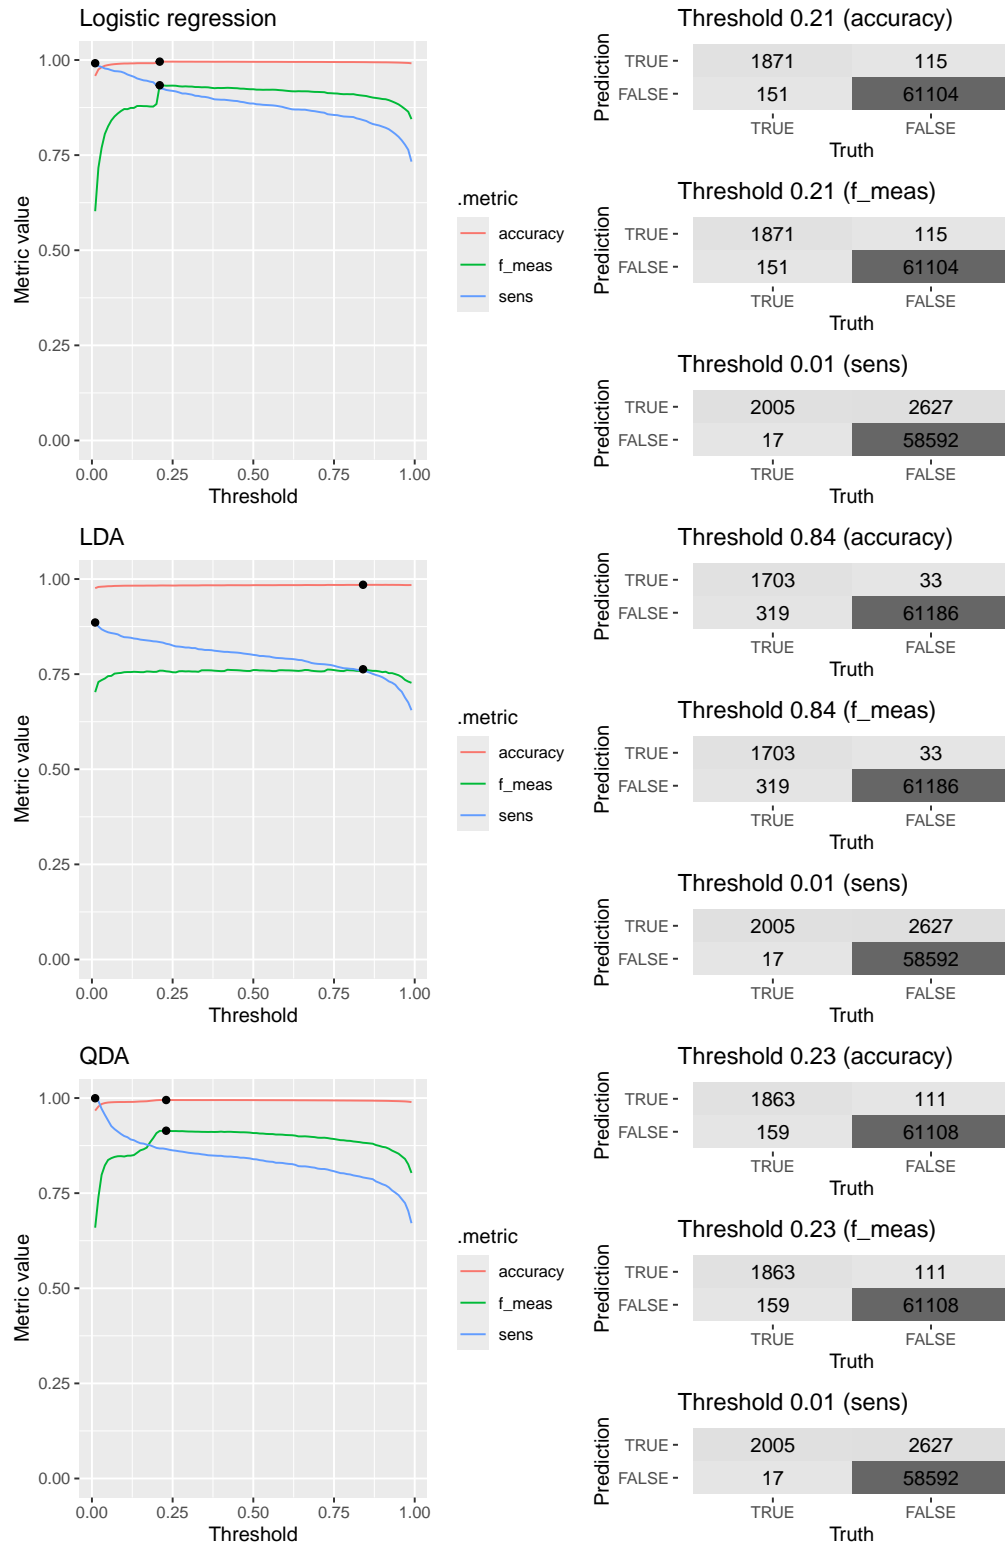 Logistic regression
1.00
0.75
0.50
0.25
0.00
Metric value
0.00 0.25 0.50 0.75 1.00
Threshold
.metric
accuracy
f_meas
sens
Threshold 0.21 (accuracy)
Prediction
TRUE 1871 115
FALSE 151 61104
TRUE FALSE
Truth
Threshold 0.21 (f_meas)
Prediction
TRUE 1871 115
FALSE 151 61104
TRUE FALSE
Truth
Threshold 0.01 (sens)
Prediction
TRUE 2005 2627
FALSE 17 58592
TRUE FALSE
Truth
LDA
1.00
0.75
0.50
0.25
0.00
Metric value
0.00 0.25 0.50 0.75 1.00
Threshold
.metric
accuracy
f_meas
sens
Threshold 0.84 (accuracy)
Prediction
TRUE 1703 33
FALSE 319 61186
TRUE FALSE
Truth
Threshold 0.84 (f_meas)
Prediction
TRUE 1703 33
FALSE 319 61186
TRUE FALSE
Truth
Threshold 0.01 (sens)
Prediction
TRUE 2005 2627
FALSE 17 58592
TRUE FALSE
Truth
QDA
1.00
0.75
0.50
0.25
0.00
Metric value
0.00 0.25 0.50 0.75 1.00
Threshold
.metric
accuracy
f_meas
sens
Threshold 0.23 (accuracy)
Prediction
TRUE 1863 111
FALSE 159 61108
TRUE FALSE
Truth
Threshold 0.23 (f_meas)
Prediction
TRUE 1863 111
FALSE 159 61108
TRUE FALSE
Truth
Threshold 0.01 (sens)
Prediction
TRUE 2005 2627
FALSE 17 58592
TRUE FALSE
Truth